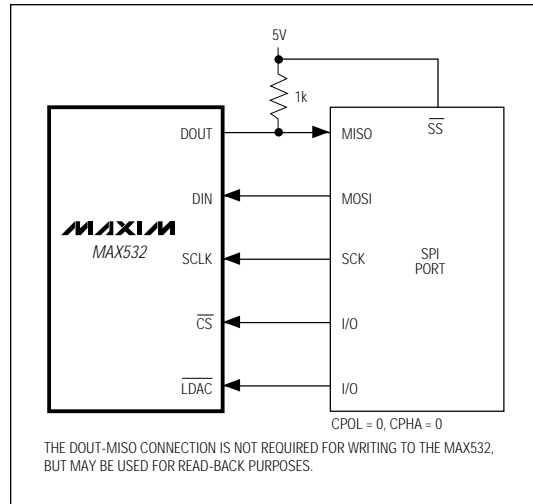 5V
1k
DOUT
MISO
SS
DIN
MOSI
MAXIM
MAX532
SCLK
SCK
SPI
PORT
CS
I/O
LDAC
I/O
CPOL = 0, CPHA = 0
THE DOUT-MISO CONNECTION IS NOT REQUIRED FOR WRITING TO THE MAX532,
BUT MAY BE USED FOR READ-BACK PURPOSES.